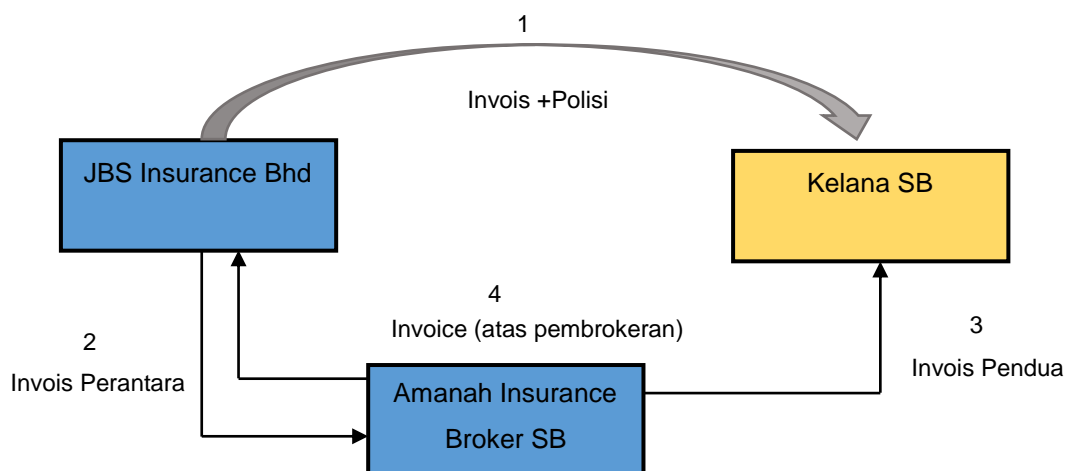 1
Invois +Polisi
JBS Insurance Bhd
Kelana SB
4
Invoice (atas pembrokeran)
2
Invois Perantara
3
Invois Pendua
Amanah Insurance
Broker SB